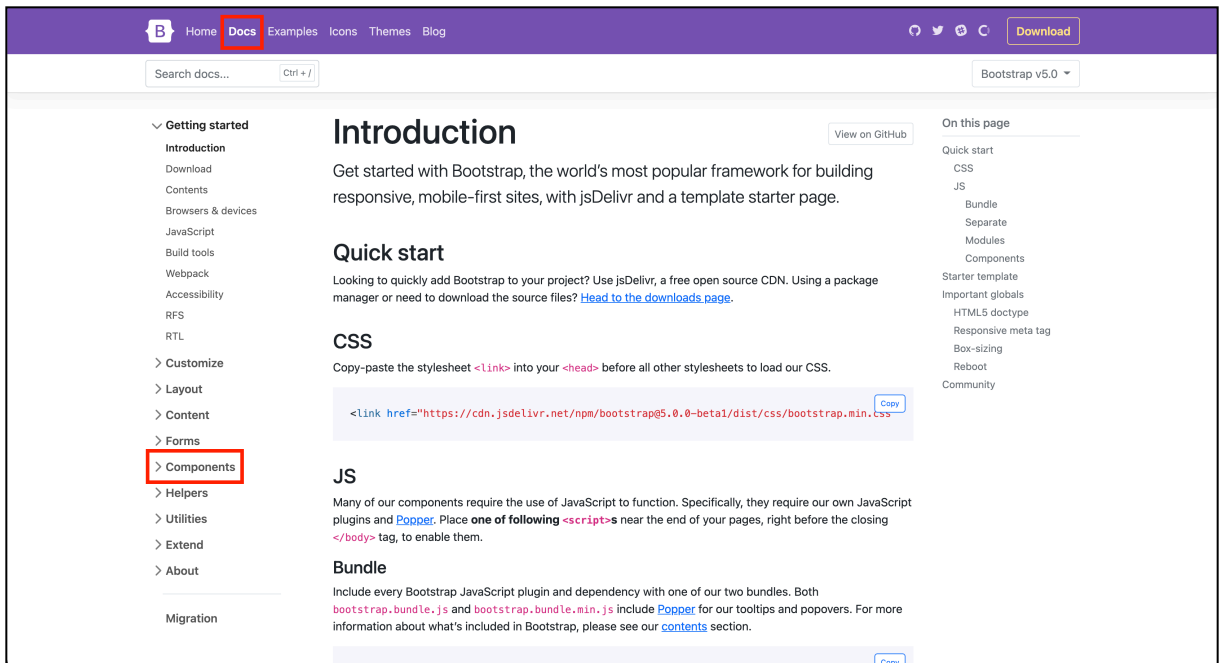 B Home Docs Examples Icons Themes Blog Download
Search docs... Ctrl + / Bootstrap v5.0
Getting started
Introduction
Download
Contents
Browsers & devices
JavaScript
Build tools
Webpack
Accessibility
RFS
RTL
Customize
Layout
Content
Forms
Components
Helpers
Utilities
Extend
About
Migration
Introduction
View on GitHub
Get started with Bootstrap, the world's most popular framework for building
responsive, mobile-first sites, with jsDelivr and a template starter page.
Quick start
Looking to quickly add Bootstrap to your project? Use jsDelivr, a free open source CDN. Using a package
manager or need to download the source files? Head to the downloads page.
CSS
Copy-paste the stylesheet <link> into your <head> before all other stylesheets to load our CSS.
Copy
<link href="https://cdn.jsdelivr.net/npm/bootstrap@5.0.0-beta1/dist/css/bootstrap.min.css"
JS
Many of our components require the use of JavaScript to function. Specifically, they require our own JavaScript
plugins and Popper. Place one of following <script>s near the end of your pages, right before the closing
</body> tag, to enable them.
Bundle
Include every Bootstrap JavaScript plugin and dependency with one of our two bundles. Both
bootstrap.bundle.js and bootstrap.bundle.min.js include Popper for our tooltips and popovers. For more
information about what's included in Bootstrap, please see our contents section.
Copy
On this page
Quick start
CSS
JS
Bundle
Separate
Modules
Components
Starter template
Important globals
HTML5 doctype
Responsive meta tag
Box-sizing
Reboot
Community